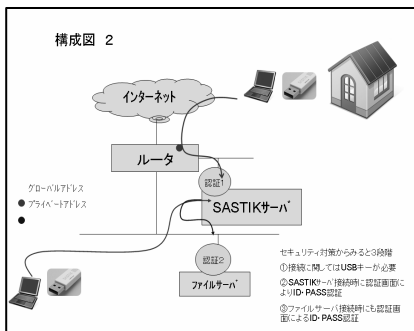 構成図 2
インターネット
ルータ
認証1
SASTIKサーバ
グローバルアドレス
プライベートアドレス
認証2
ファイルサーバ
セキュリティ対策からみると3段階
①接続に関してはUSBキーが必要
②SASTIKサーバ接続時に認証画面に
よりID・PASS認証
③ファイルサーバ接続時にも認証画
面によるID・PASS認証